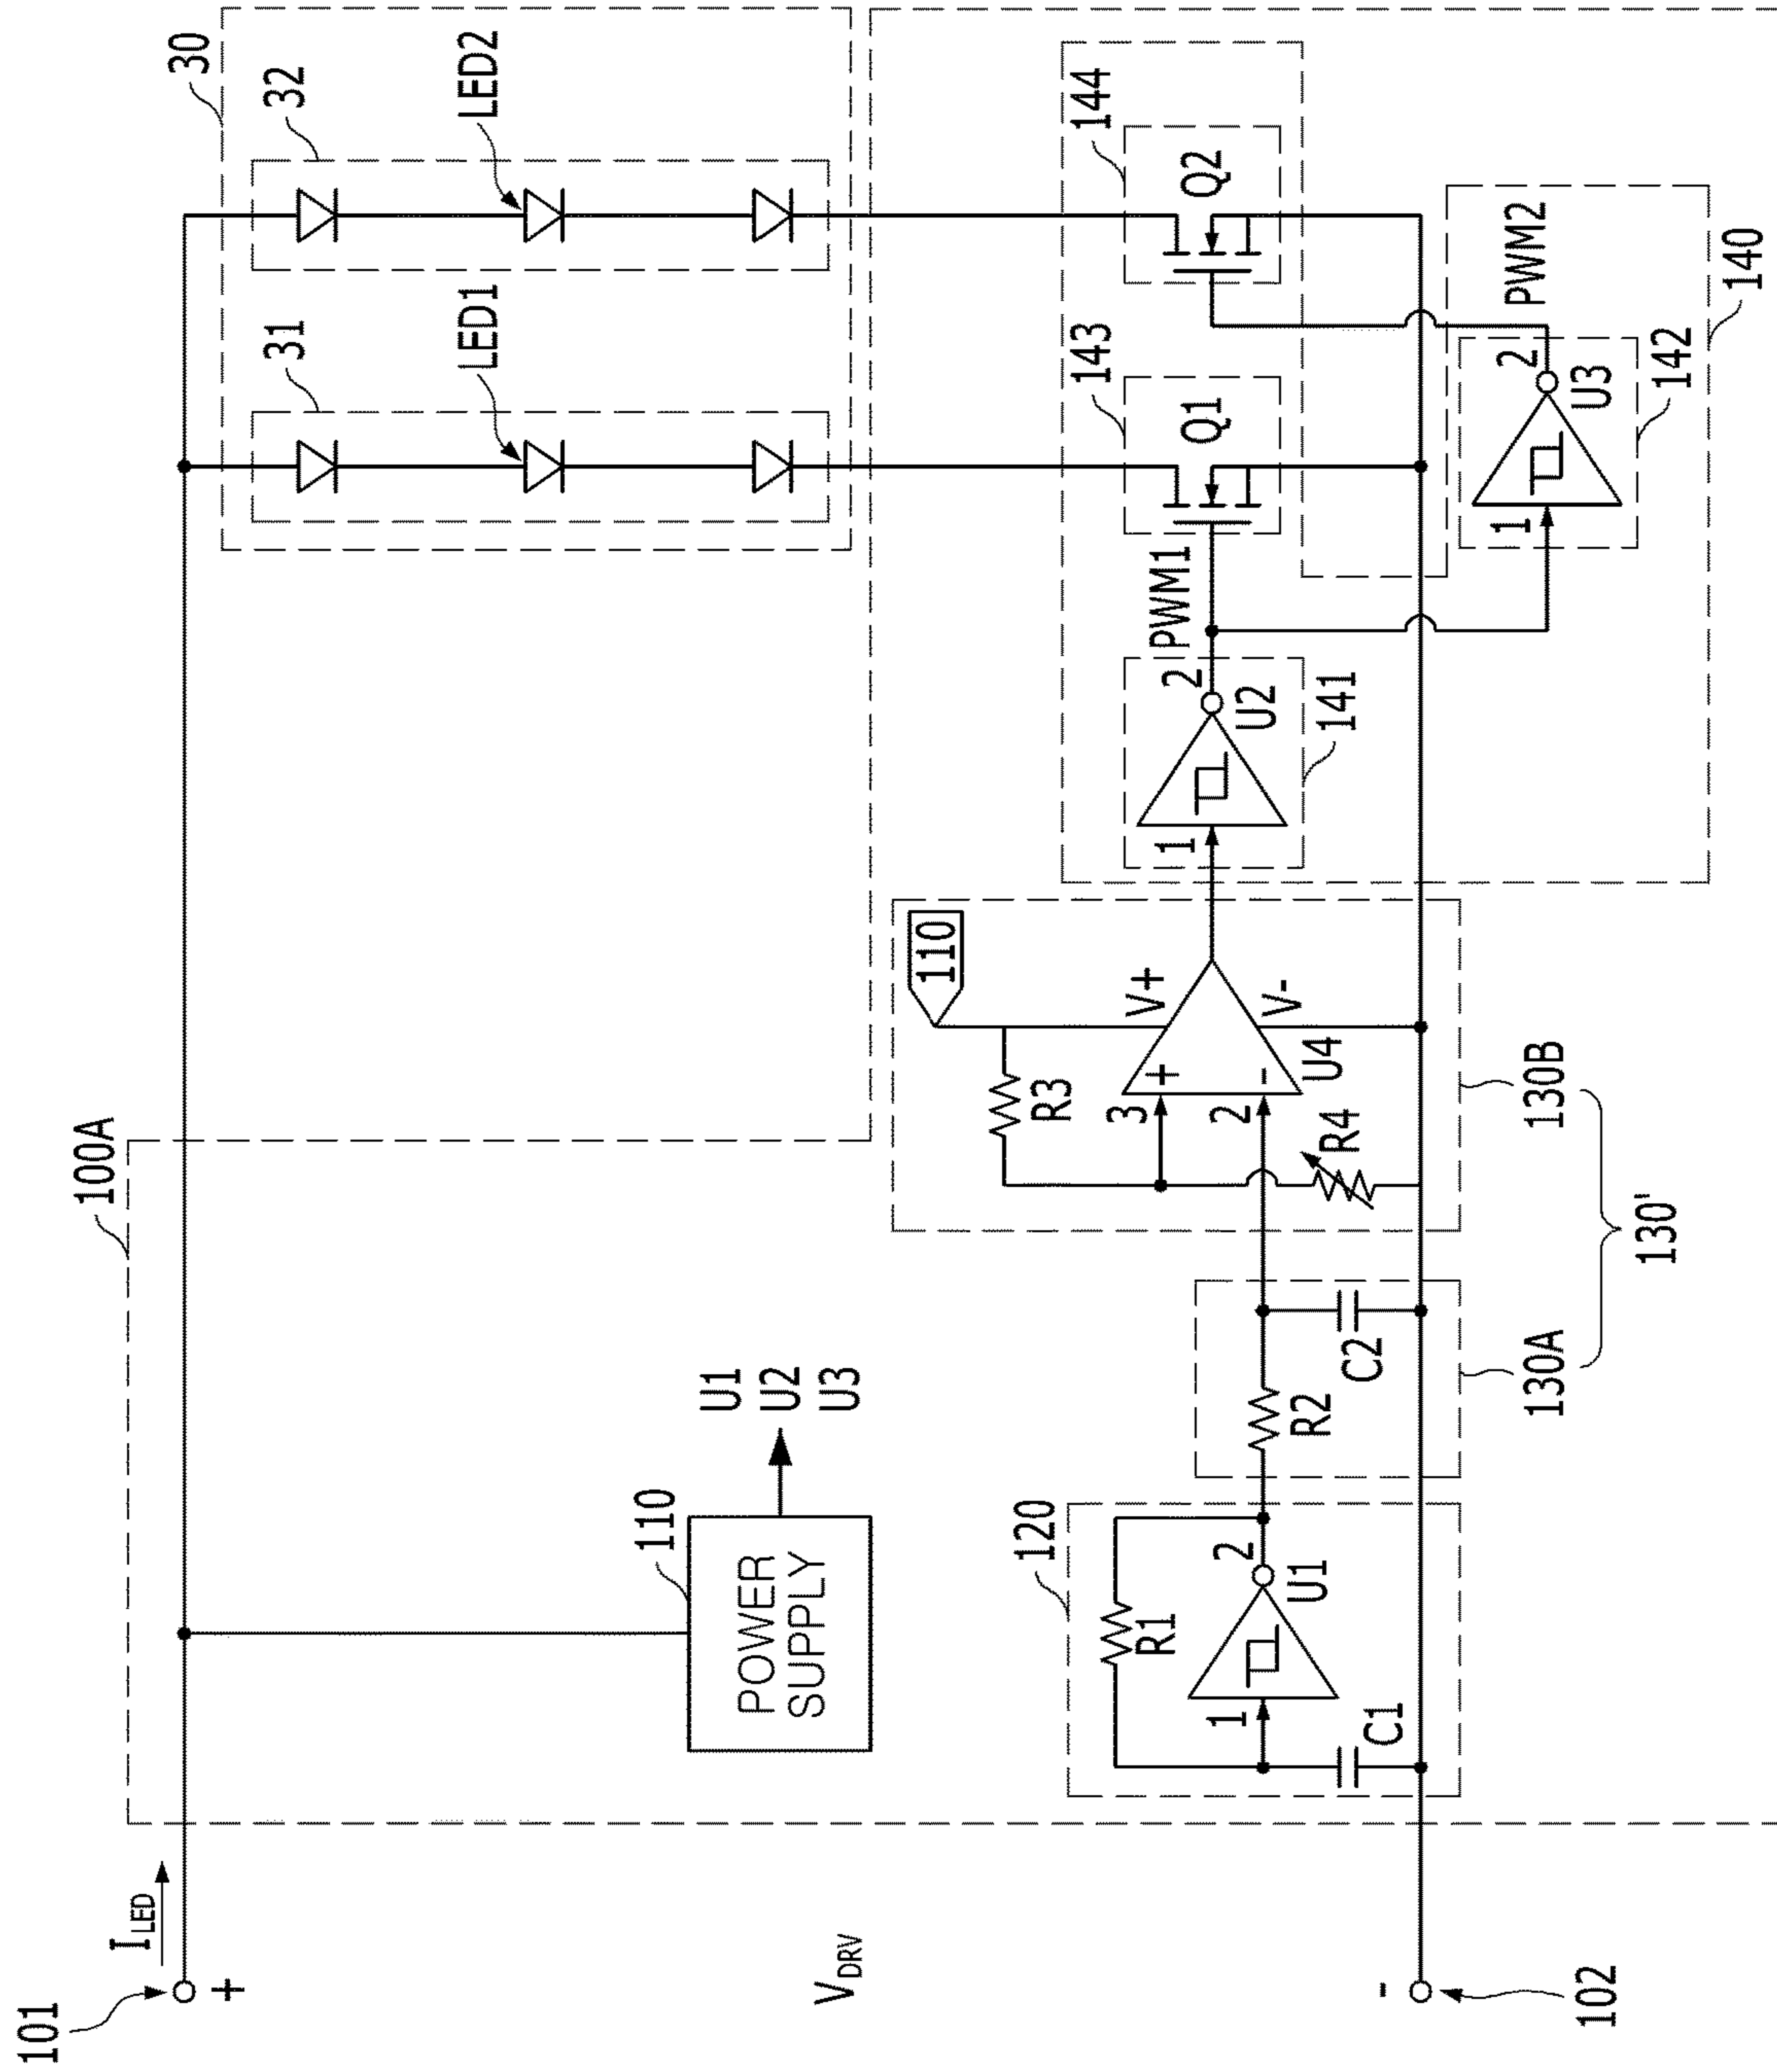 101
+
I_LED
V_DRV
-
102
100A
110
POWER
SUPPLY
U1
U2
U3
120
R1
1
2
U1
C1
R2
C2
130A
130B
130'
110
R3
3
+
2
-
V+
V-
U4
R4
1
2
U2
141
PWM1
143
Q1
144
Q2
1
2
U3
142
PWM2
140
30
31
LED1
32
LED2